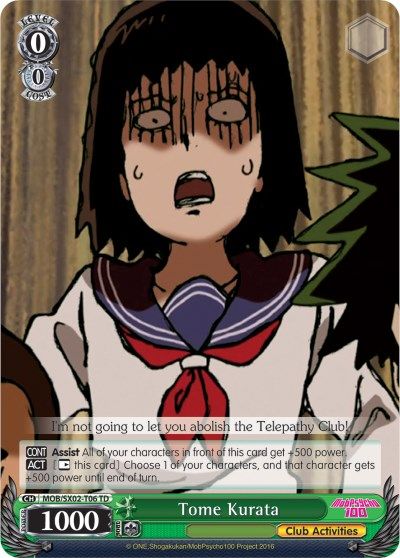 LEVEL
0
0
COST
I'm not going to let you abolish the Telepathy Club!
CONT Assist All of your characters in front of this card get +500 power.
ACT [ this card] Choose 1 of your characters, and that character gets
+500 power until end of turn.
CH MOB/SX02-T06 TD
POWER 1000
Tome Kurata
MobPsycho
100
Club Activities
© ONE,Shogakukan/MobPsycho100 Project 2016